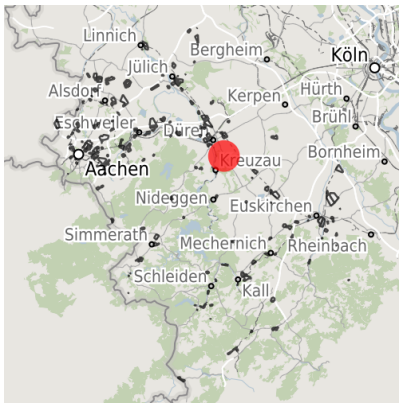 Linnich
Bergheim
Köln
Jülich
Alsdorf
Kerpen
Hürth
Eschweiler
Düren
Brühl
Aachen
Kreuzau
Bornheim
Nideggen
Euskirchen
Simmerath
Mechernich
Rheinbach
Schleiden
Kall